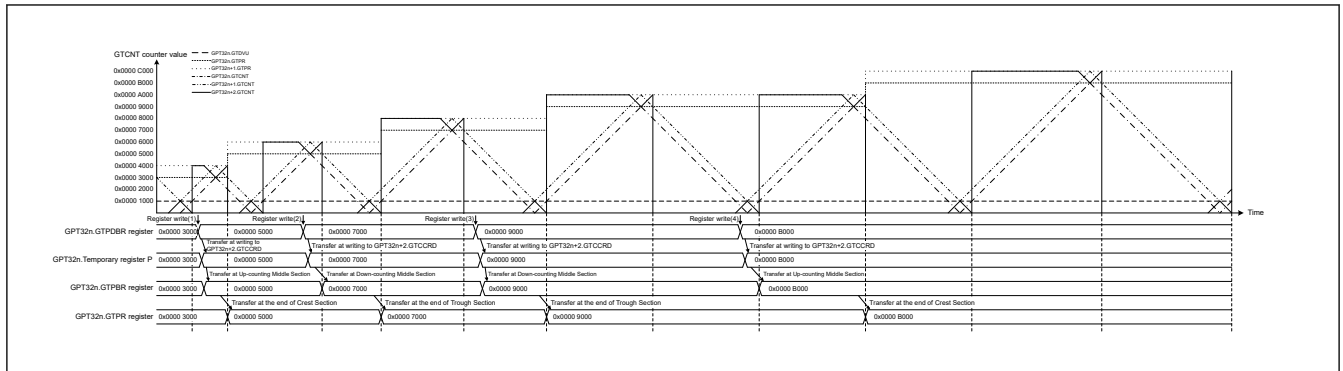 GTCNT counter value
GPT32n.GTDVU
GPT32n.GTPR
GPT32n+1.GTPR
GPT32n.GTCNT
GPT32n+1.GTCNT
GPT32n+2.GTCNT
0x0000 C000
0x0000 B000
0x0000 A000
0x0000 9000
0x0000 8000
0x0000 7000
0x0000 6000
0x0000 5000
0x0000 4000
0x0000 3000
0x0000 2000
0x0000 1000
Time
Register write(1) Register write(2) Register write(3) Register write(4)
GPT32n.GTPDBR register 0x0000 3000 0x0000 5000 0x0000 7000 0x0000 9000 0x0000 B000
Transfer at writing to GPT32n+2.GTCCRD Transfer at writing to GPT32n+2.GTCCRD Transfer at writing to GPT32n+2.GTCCRD Transfer at writing to GPT32n+2.GTCCRD
GPT32n.Temporary register P 0x0000 3000 0x0000 5000 0x0000 7000 0x0000 9000 0x0000 B000
Transfer at Up-counting Middle Section Transfer at Down-counting Middle Section Transfer at Down-counting Middle Section Transfer at Up-counting Middle Section
GPT32n.GTPBR register 0x0000 3000 0x0000 5000 0x0000 7000 0x0000 9000 0x0000 B000
Transfer at the end of Crest Section Transfer at the end of Trough Section Transfer at the end of Trough Section Transfer at the end of Crest Section
GPT32n.GTPR register 0x0000 3000 0x0000 5000 0x0000 7000 0x0000 9000 0x0000 B000